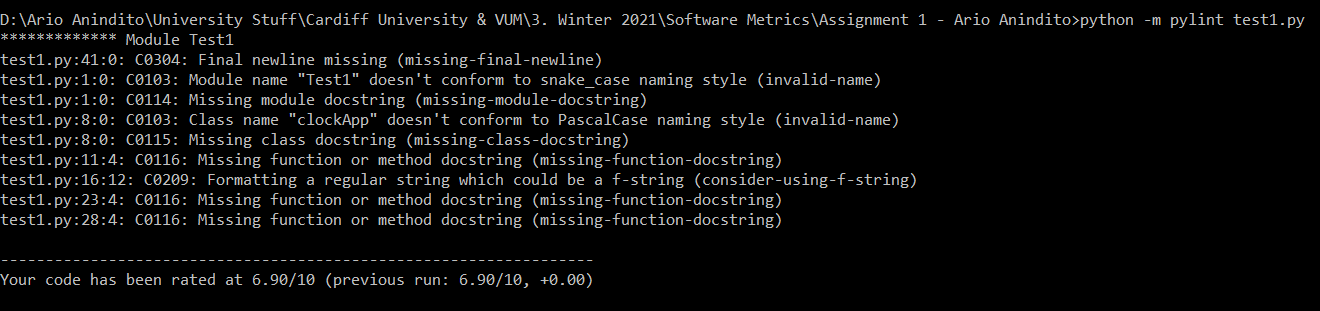 D:\Ario Anindito\University Stuff\Cardiff University & VUM\3. Winter 2021\Software Metrics\Assignment 1 - Ario Anindito>python -m pylint test1.py
************* Module Test1
test1.py:41:0: C0304: Final newline missing (missing-final-newline)
test1.py:1:0: C0103: Module name "Test1" doesn't conform to snake_case naming style (invalid-name)
test1.py:1:0: C0114: Missing module docstring (missing-module-docstring)
test1.py:8:0: C0103: Class name "clockApp" doesn't conform to PascalCase naming style (invalid-name)
test1.py:8:0: C0115: Missing class docstring (missing-class-docstring)
test1.py:11:4: C0116: Missing function or method docstring (missing-function-docstring)
test1.py:16:12: C0209: Formatting a regular string which could be a f-string (consider-using-f-string)
test1.py:23:4: C0116: Missing function or method docstring (missing-function-docstring)
test1.py:28:4: C0116: Missing function or method docstring (missing-function-docstring)
------------------------------------------------------------------
Your code has been rated at 6.90/10 (previous run: 6.90/10, +0.00)